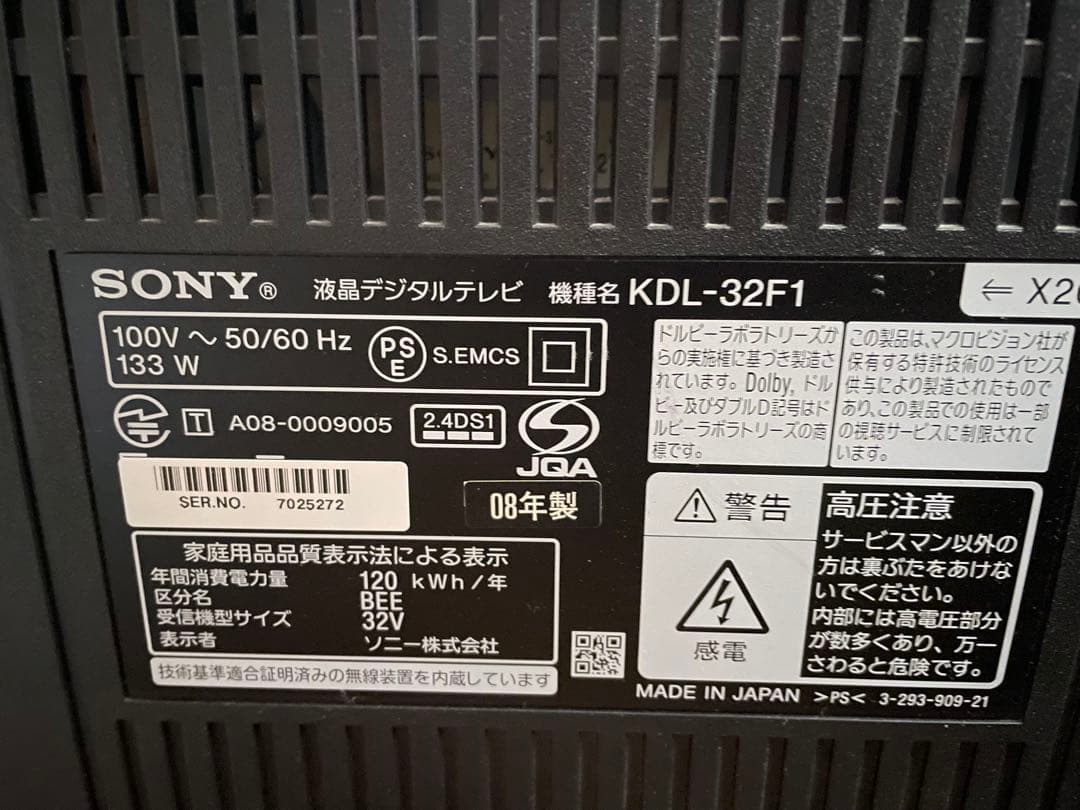 SONY® 液晶デジタルテレビ 機種名 KDL-32F1
⇐ X2
100V ～ 50/60 Hz
133 W
PS
E
S.EMCS
T A08-0009005
2.4DS1
JQA
SER.NO. 7025272
08年製
家庭用品品質表示法による表示
年間消費電力量 120 kWh/年
区分名 BEE
受信機型サイズ 32V
表示者 ソニー株式会社
技術基準適合証明済みの無線装置を内蔵しています
ドルビーラボラトリーズか
らの実施権に基づき製造さ
れています。Dolby、ドル
ビー及びダブルD記号はド
ルビーラボラトリーズの商
標です。
この製品は、マクロビジョン社が
保有する特許技術のライセンス
供与により製造されたもので
あり、この製品での使用は一部
の視聴サービスに制限されて
います。
警告
感電
高圧注意
サービスマン以外の
方は裏ぶたをあけな
いでください。
内部には高電圧部分
が数多くあり、万一
さわると危険です。
MADE IN JAPAN >PS< 3-293-909-21